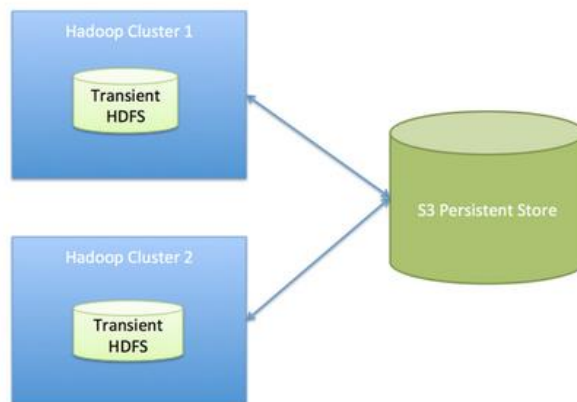 Hadoop Cluster 1
Transient
HDFS
S3 Persistent Store
Hadoop Cluster 2
Transient
HDFS